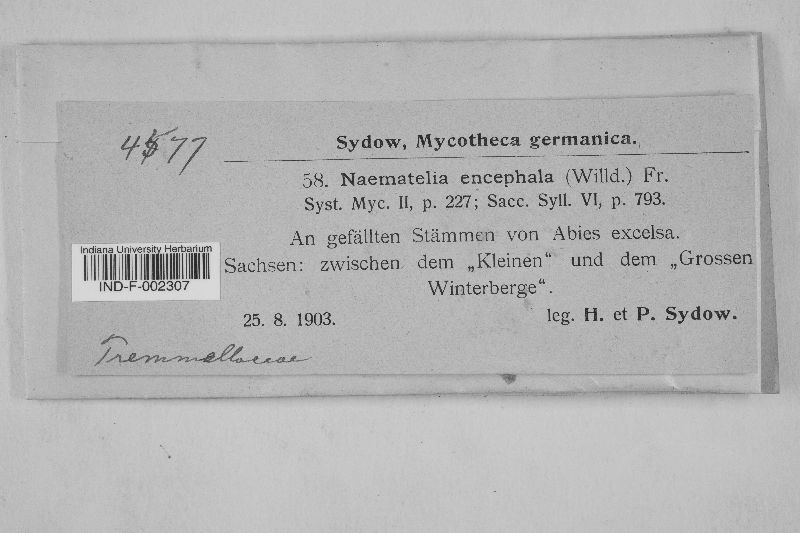 Sydow, Mycotheca germanica.
58. Naematelia encephala (Willd.) Fr.
Syst. Myc. II, p. 227; Sacc. Syll. VI, p. 793.
An gefällten Stämmen von Abies excelsa.
Sachsen: zwischen dem „Kleinen“ und dem „Grossen
Winterberge“.
25. 8. 1903. leg. H. et P. Sydow.
Indiana University Herbarium
IND-F-002307
Tremmellaceae